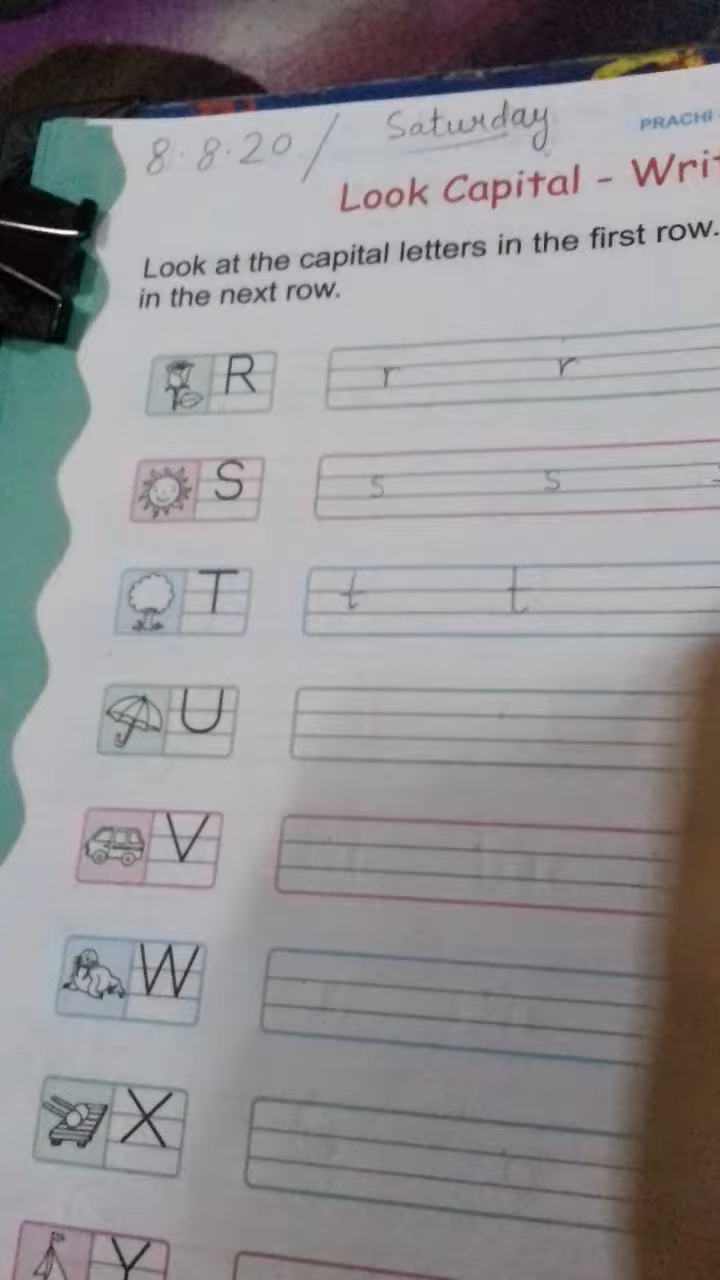 8.8.20 / Saturday
PRACHI
Look Capital - Writ
Look at the capital letters in the first row.
in the next row.
R r r
S s s
T t t
U
V
W
X
Y